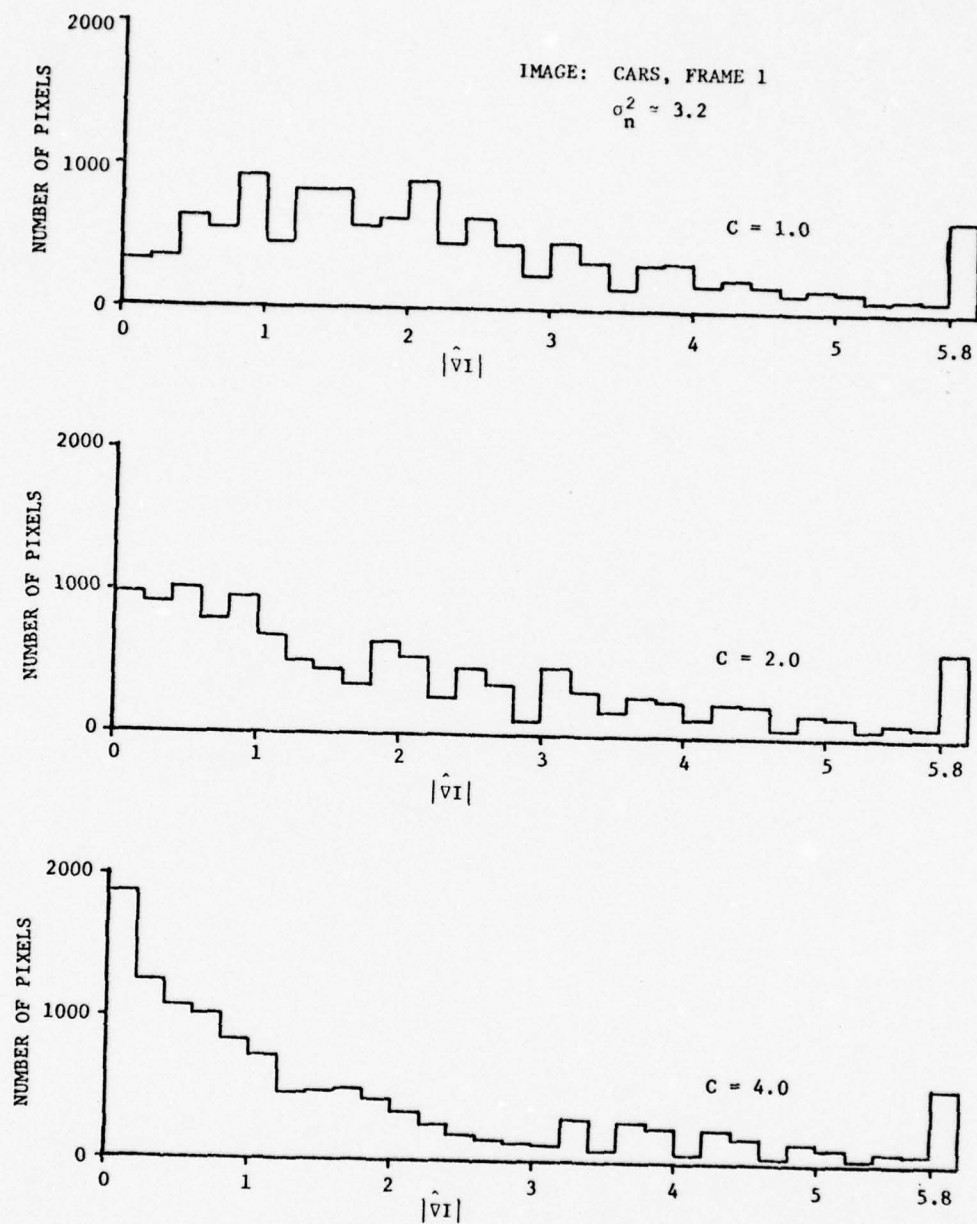 2000
IMAGE: CARS, FRAME 1
σ²n ≃ 3.2
NUMBER OF PIXELS
1000
C = 1.0
0
0 1 2 3 4 5 5.8
|∇̂I|
2000
NUMBER OF PIXELS
1000
C = 2.0
0
0 1 2 3 4 5 5.8
|∇̂I|
2000
NUMBER OF PIXELS
1000
C = 4.0
0
0 1 2 3 4 5 5.8
|∇̂I|